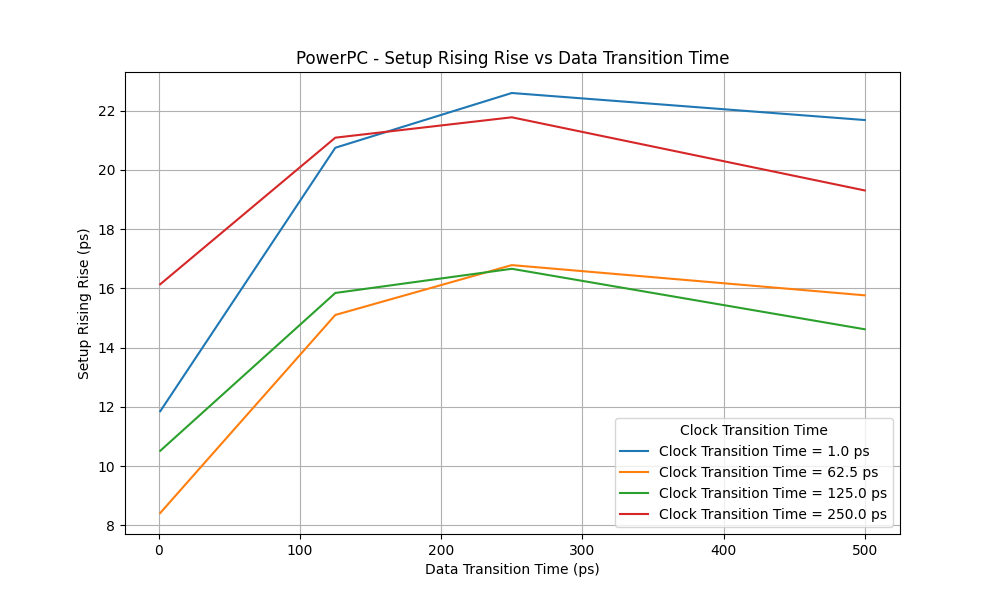 PowerPC - Setup Rising Rise vs Data Transition Time
Setup Rising Rise (ps)
22
20
18
16
14
12
10
8
Clock Transition Time
Clock Transition Time = 1.0 ps
Clock Transition Time = 62.5 ps
Clock Transition Time = 125.0 ps
Clock Transition Time = 250.0 ps
0 100 200 300 400 500
Data Transition Time (ps)